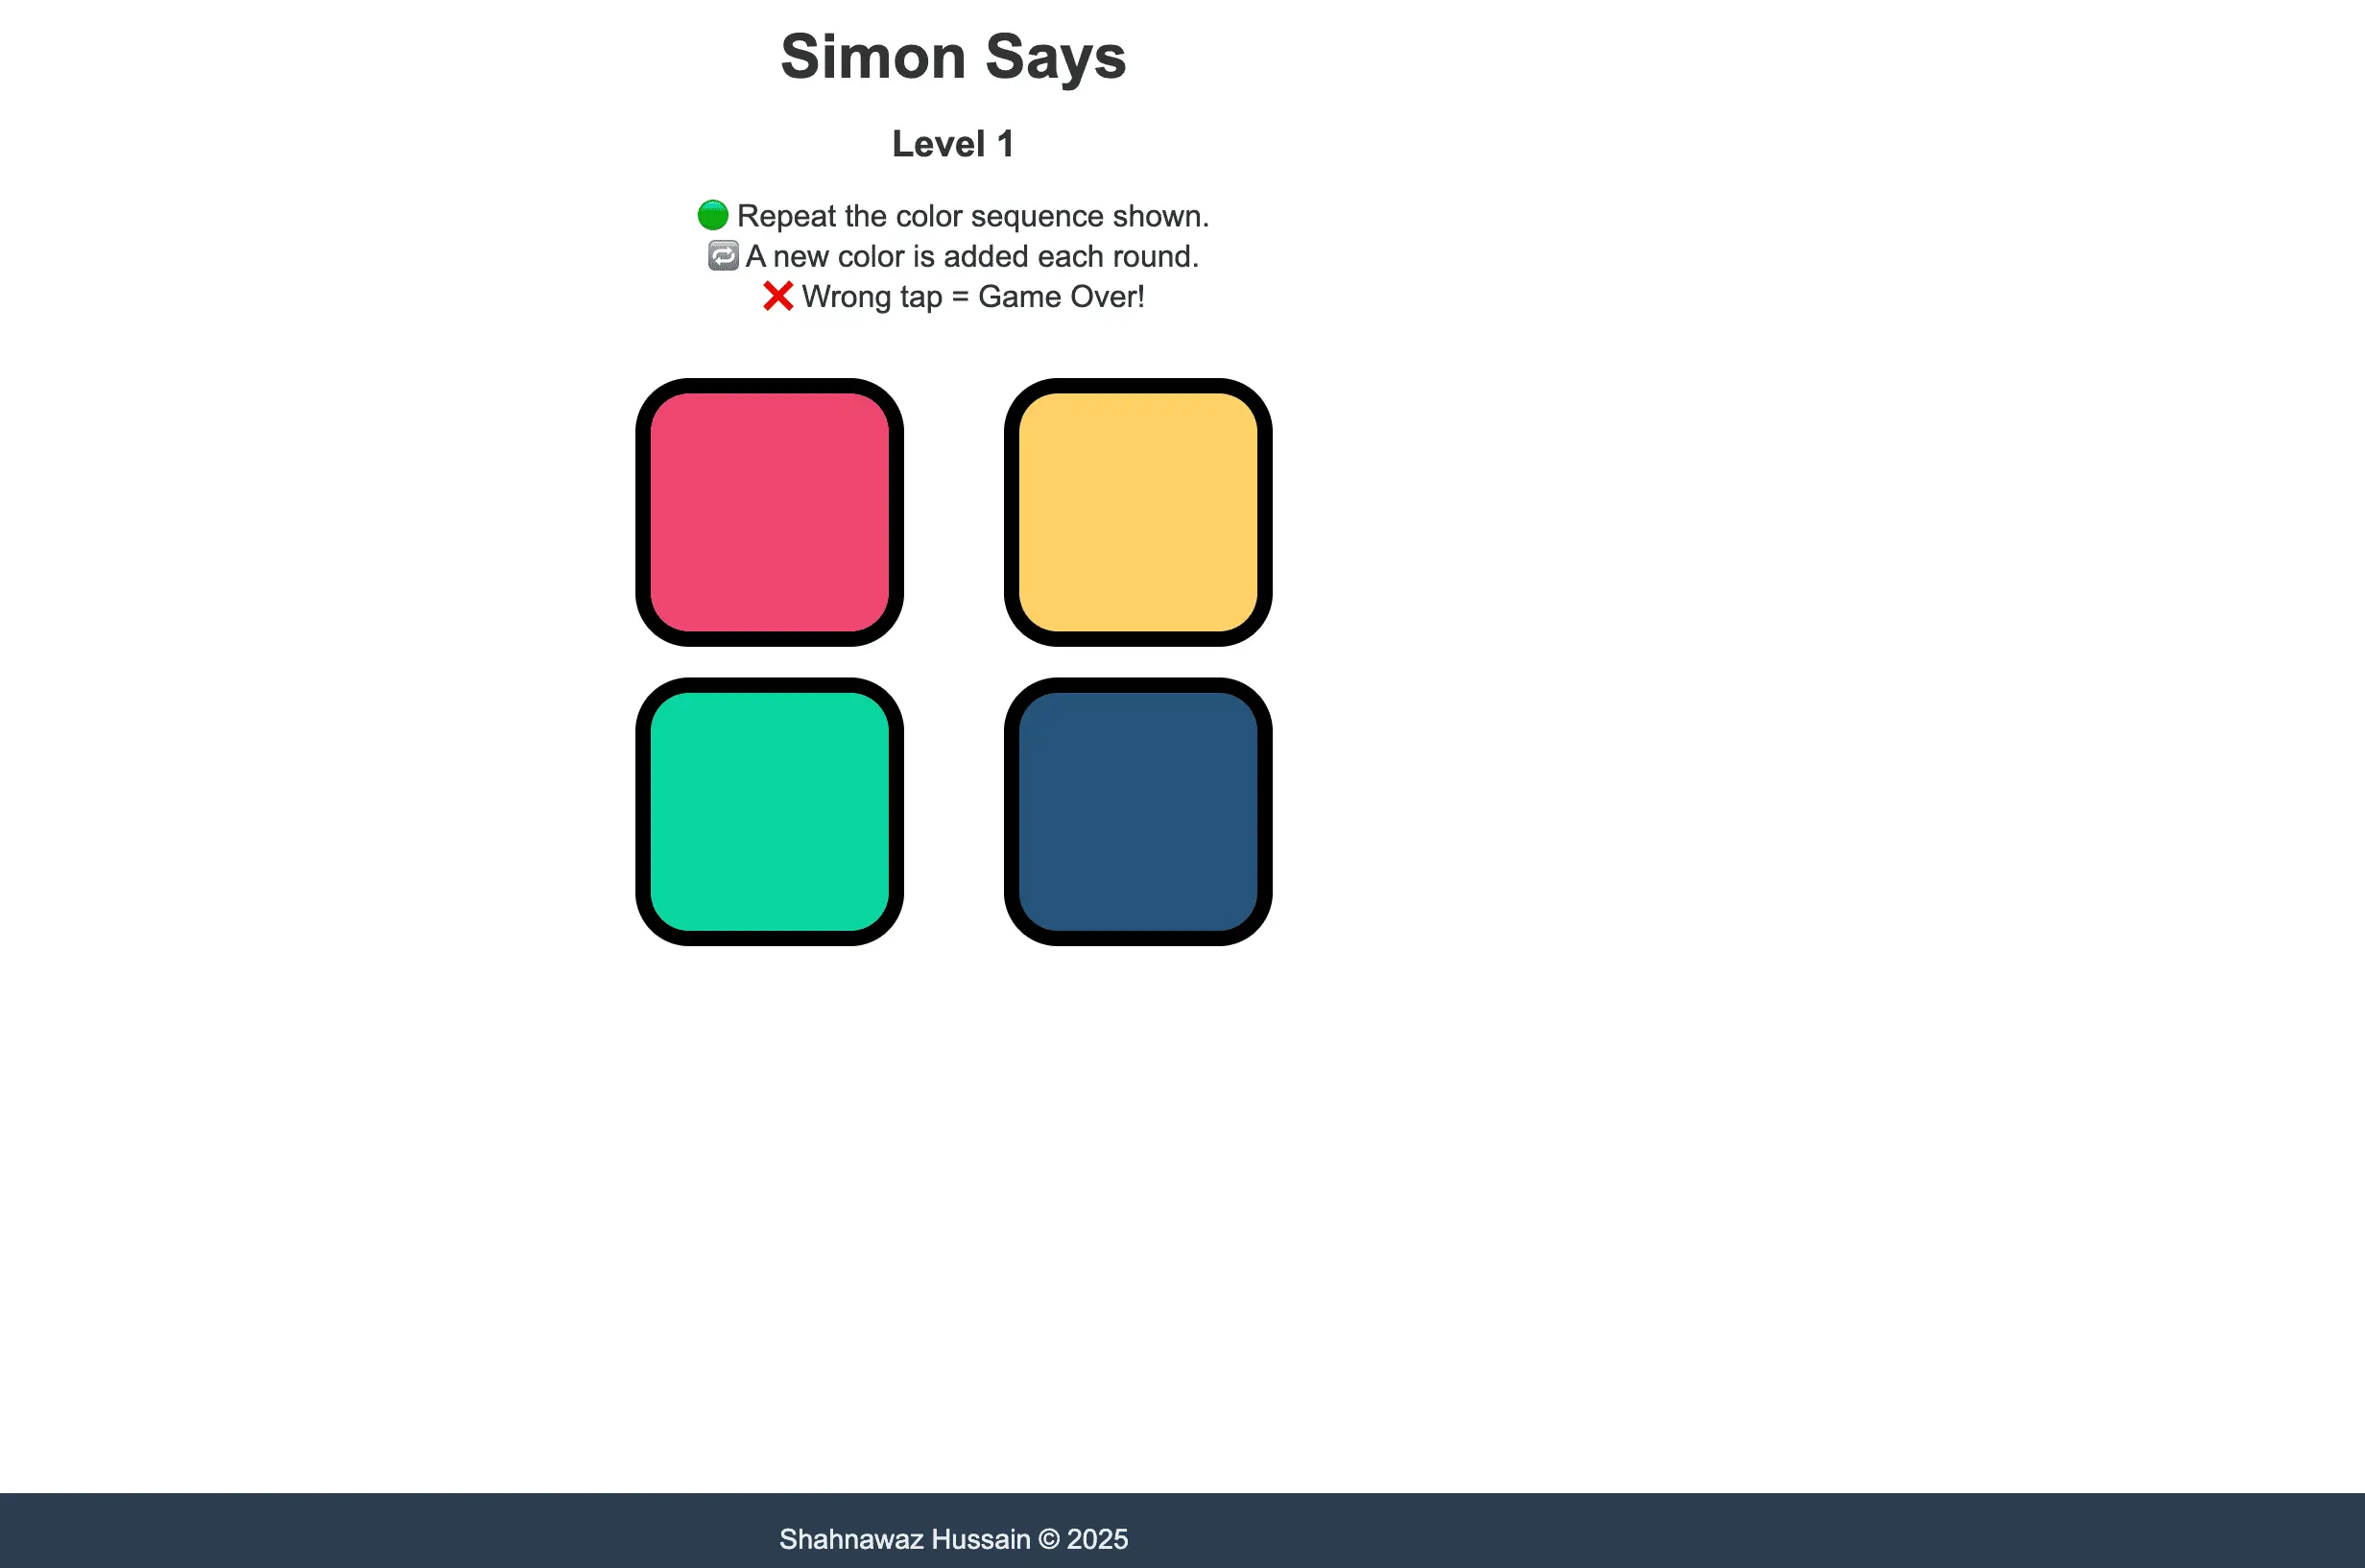 Simon Says
Level 1
🟢 Repeat the color sequence shown.
🔁 A new color is added each round.
❌ Wrong tap = Game Over!
Shahnawaz Hussain © 2025